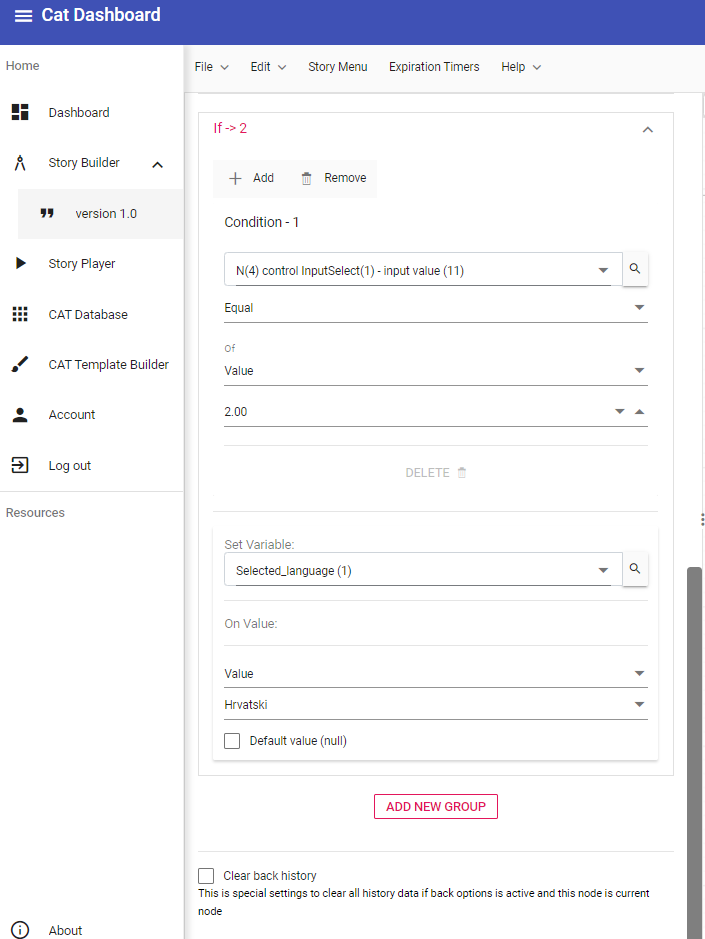 Cat Dashboard
Home
File Edit Story Menu Expiration Timers Help
Dashboard
Story Builder
version 1.0
Story Player
CAT Database
CAT Template Builder
Account
Log out
Resources
About
If -> 2
Add Remove
Condition - 1
N(4) control InputSelect(1) - input value (11)
Equal
Of
Value
2.00
DELETE
Set Variable:
Selected_language (1)
On Value:
Value
Hrvatski
Default value (null)
ADD NEW GROUP
Clear back history
This is special settings to clear all history data if back options is active and this node is current
node